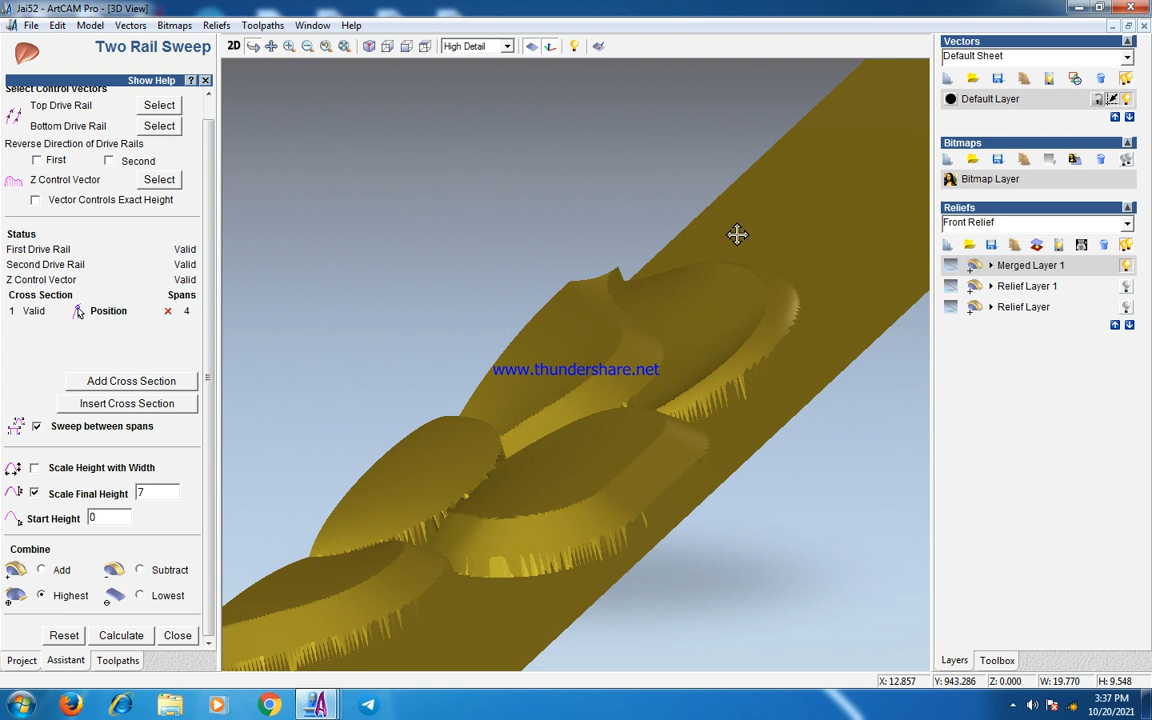 Jai52 - ArtCAM Pro - [3D View]
File Edit Model Vectors Bitmaps Reliefs Toolpaths Window Help
Two Rail Sweep
Show Help ?
Select Control Vectors
Top Drive Rail Select
Bottom Drive Rail Select
Reverse Direction of Drive Rails
First Second
Z Control Vector Select
Vector Controls Exact Height
Status
First Drive Rail Valid
Second Drive Rail Valid
Z Control Vector Valid
Cross Section Spans
1 Valid Position 4
Add Cross Section
Insert Cross Section
Sweep between spans
Scale Height with Width
Scale Final Height 7
Start Height 0
Combine
Add Subtract
Highest Lowest
Reset Calculate Close
Project Assistant Toolpaths
2D High Detail
www.thundershare.net
Vectors
Default Sheet
Default Layer
Bitmaps
Bitmap Layer
Reliefs
Front Relief
Merged Layer 1
Relief Layer 1
Relief Layer
Layers Toolbox
X: 12.857 Y: 943.286 Z: 0.000 W: 19.770 H: 9.548
3:37 PM
10/20/2021